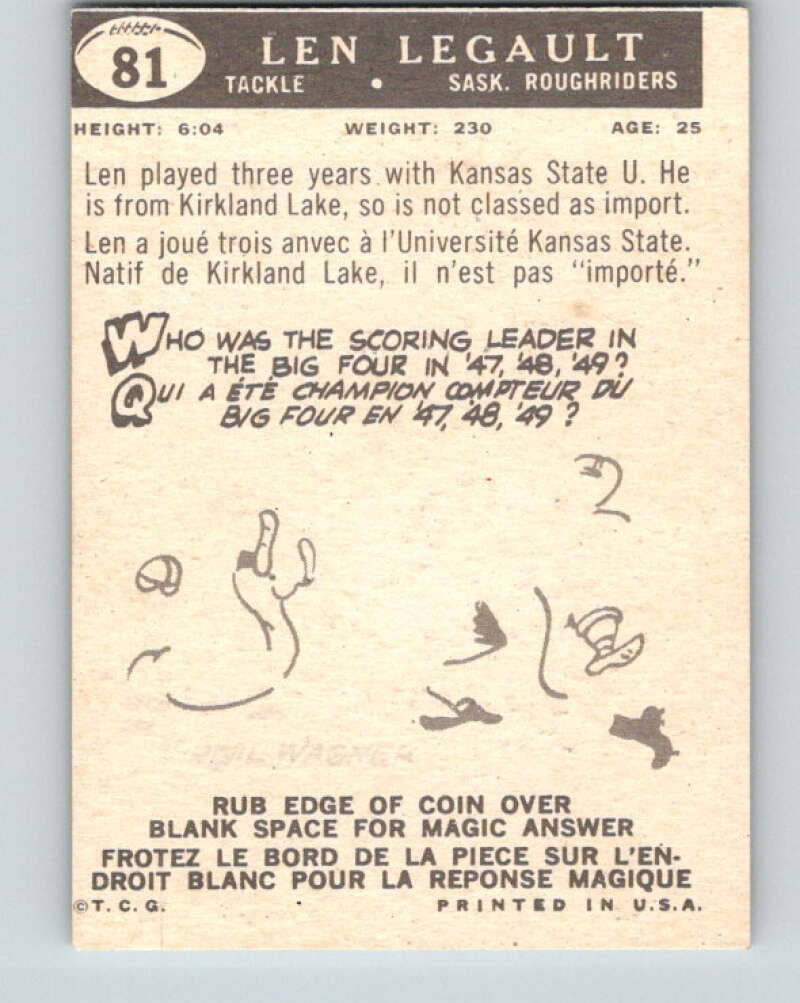 81
LEN LEGAULT
TACKLE • SASK. ROUGHRIDERS
HEIGHT: 6:04 WEIGHT: 230 AGE: 25
Len played three years with Kansas State U. He
is from Kirkland Lake, so is not classed as import.
Len a joué trois anvec à l'Université Kansas State.
Natif de Kirkland Lake, il n'est pas "importé."
WHO WAS THE SCORING LEADER IN
THE BIG FOUR IN '47, '48, '49?
QUI A ÉTÉ CHAMPION COMPTEUR DU
BIG FOUR EN '47, '48, '49?
WAGNER
RUB EDGE OF COIN OVER
BLANK SPACE FOR MAGIC ANSWER
FROTEZ LE BORD DE LA PIECE SUR L'EN-
DROIT BLANC POUR LA REPONSE MAGIQUE
©T.C.G. PRINTED IN U.S.A.